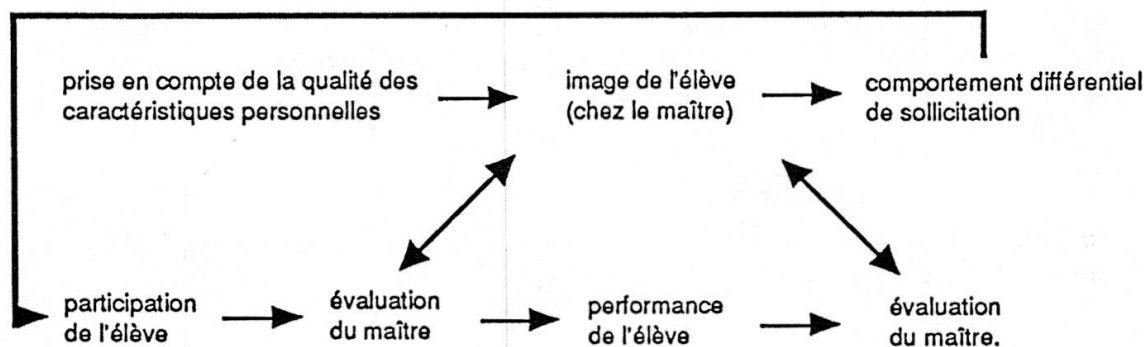 prise en compte de la qualité des
caractéristiques personnelles
image de l'élève
(chez le maître)
comportement différentiel
de sollicitation
participation
de l'élève
évaluation
du maître
performance
de l'élève
évaluation
du maître.